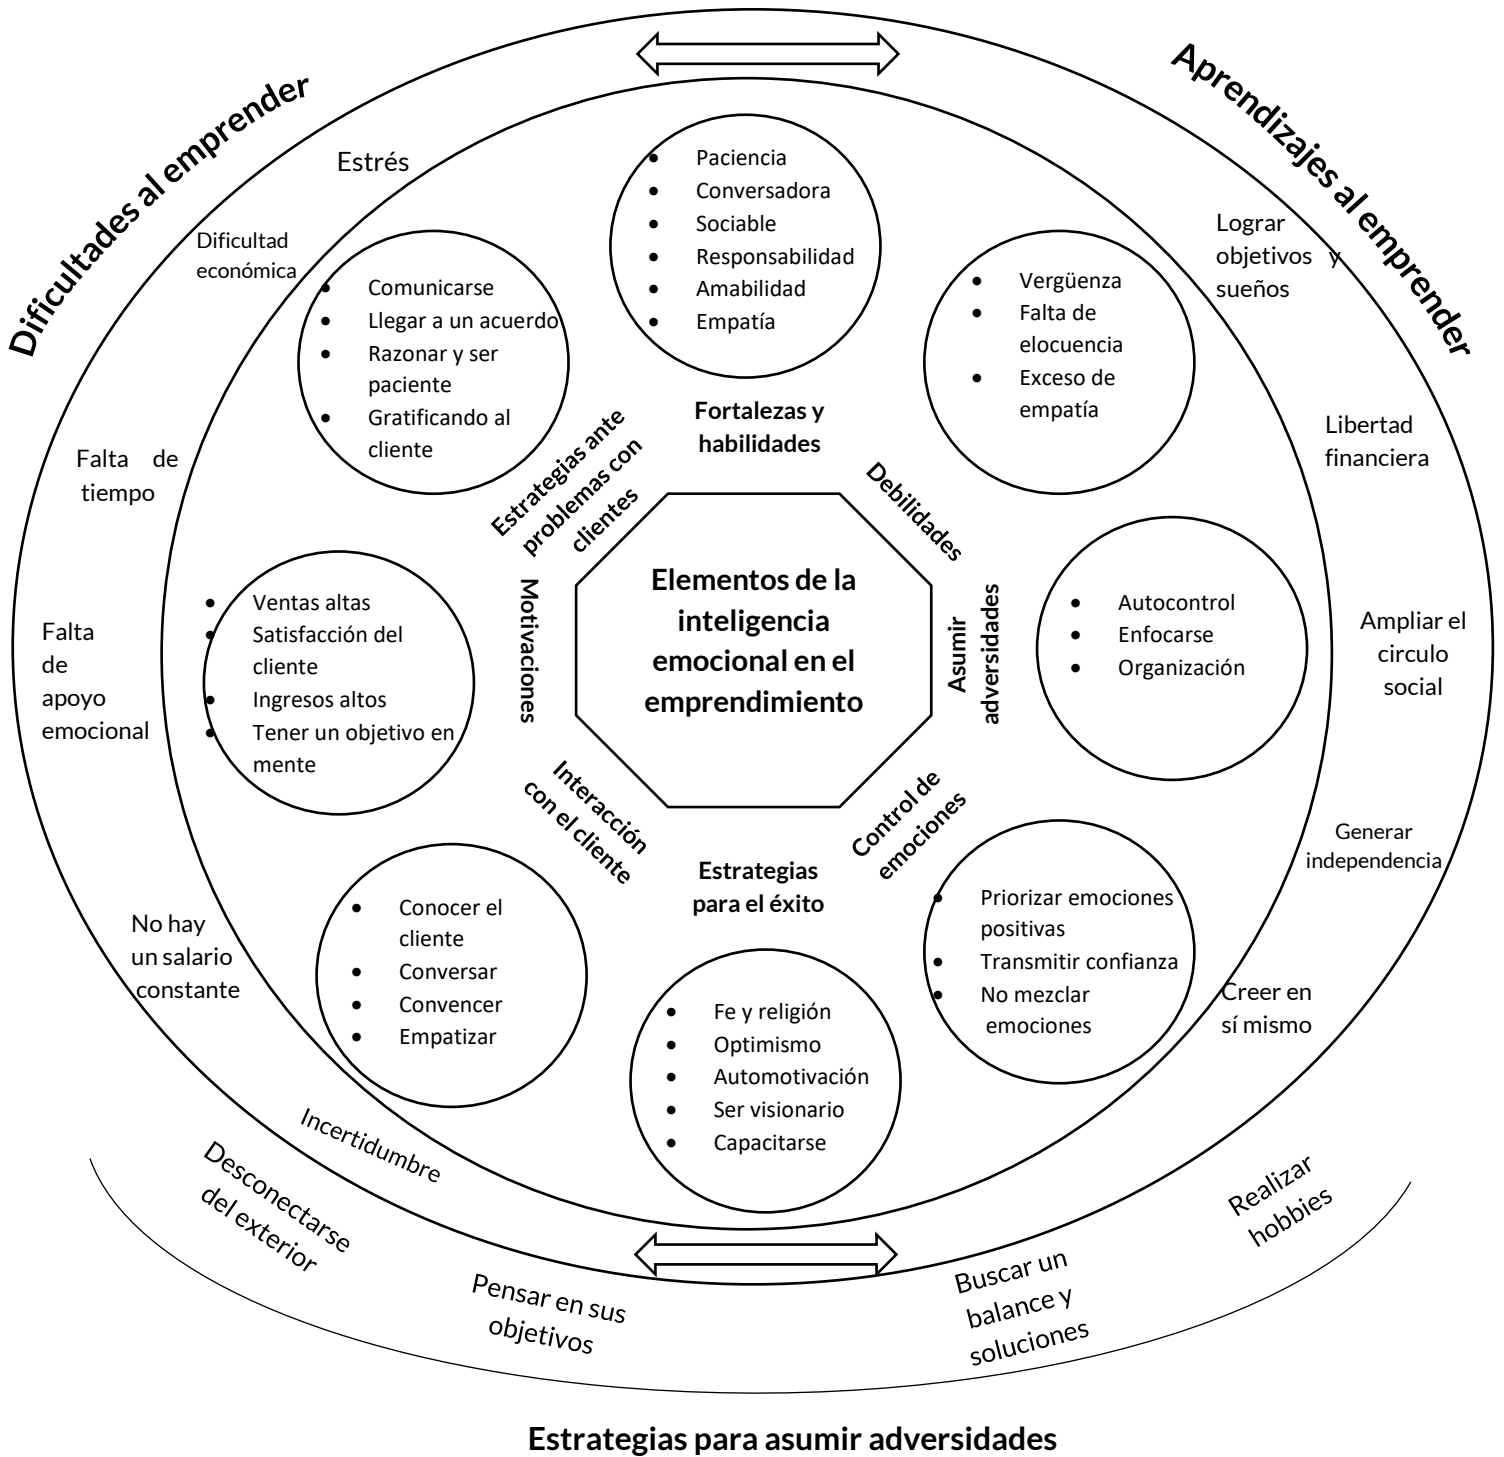 Dificultades al emprender
Aprendizajes al emprender
Estrés
Dificultad
económica
Falta de
tiempo
Falta
de
apoyo
emocional
No hay
un salario
constante
Incertidumbre
Lograr
objetivos y
sueños
Libertad
financiera
Ampliar el
circulo
social
Generar
independencia
Creer en
sí mismo
• Paciencia
• Conversadora
• Sociable
• Responsabilidad
• Amabilidad
• Empatía
Fortalezas y
habilidades
• Vergüenza
• Falta de
elocuencia
• Exceso de
empatía
Debilidades
• Autocontrol
• Enfocarse
• Organización
Asumir
adversidades
• Priorizar emociones
positivas
• Transmitir confianza
• No mezclar
emociones
Control de
emociones
• Fe y religión
• Optimismo
• Automotivación
• Ser visionario
• Capacitarse
Estrategias
para el éxito
• Conocer el
cliente
• Conversar
• Convencer
• Empatizar
Interacción
con el cliente
• Ventas altas
• Satisfacción del
cliente
• Ingresos altos
• Tener un objetivo en
mente
Motivaciones
• Comunicarse
• Llegar a un acuerdo
• Razonar y ser
paciente
• Gratificando al
cliente
Estrategias ante
problemas con
clientes
Elementos de la
inteligencia
emocional en el
emprendimiento
Desconectarse
del exterior
Pensar en sus
objetivos
Buscar un
balance y
soluciones
Realizar
hobbies
Estrategias para asumir adversidades